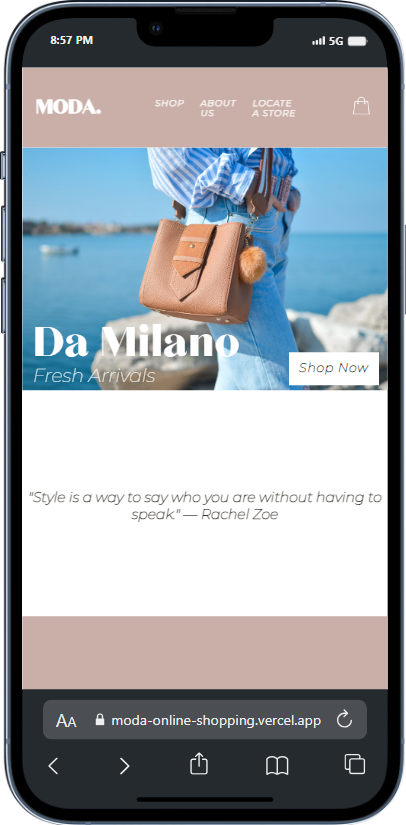 8:57 PM
5G
MODA.
SHOP
ABOUT
US
LOCATE
A STORE
Da Milano
Fresh Arrivals
Shop Now
"Style is a way to say who you are without having to
speak." — Rachel Zoe
AA
moda-online-shopping.vercel.app